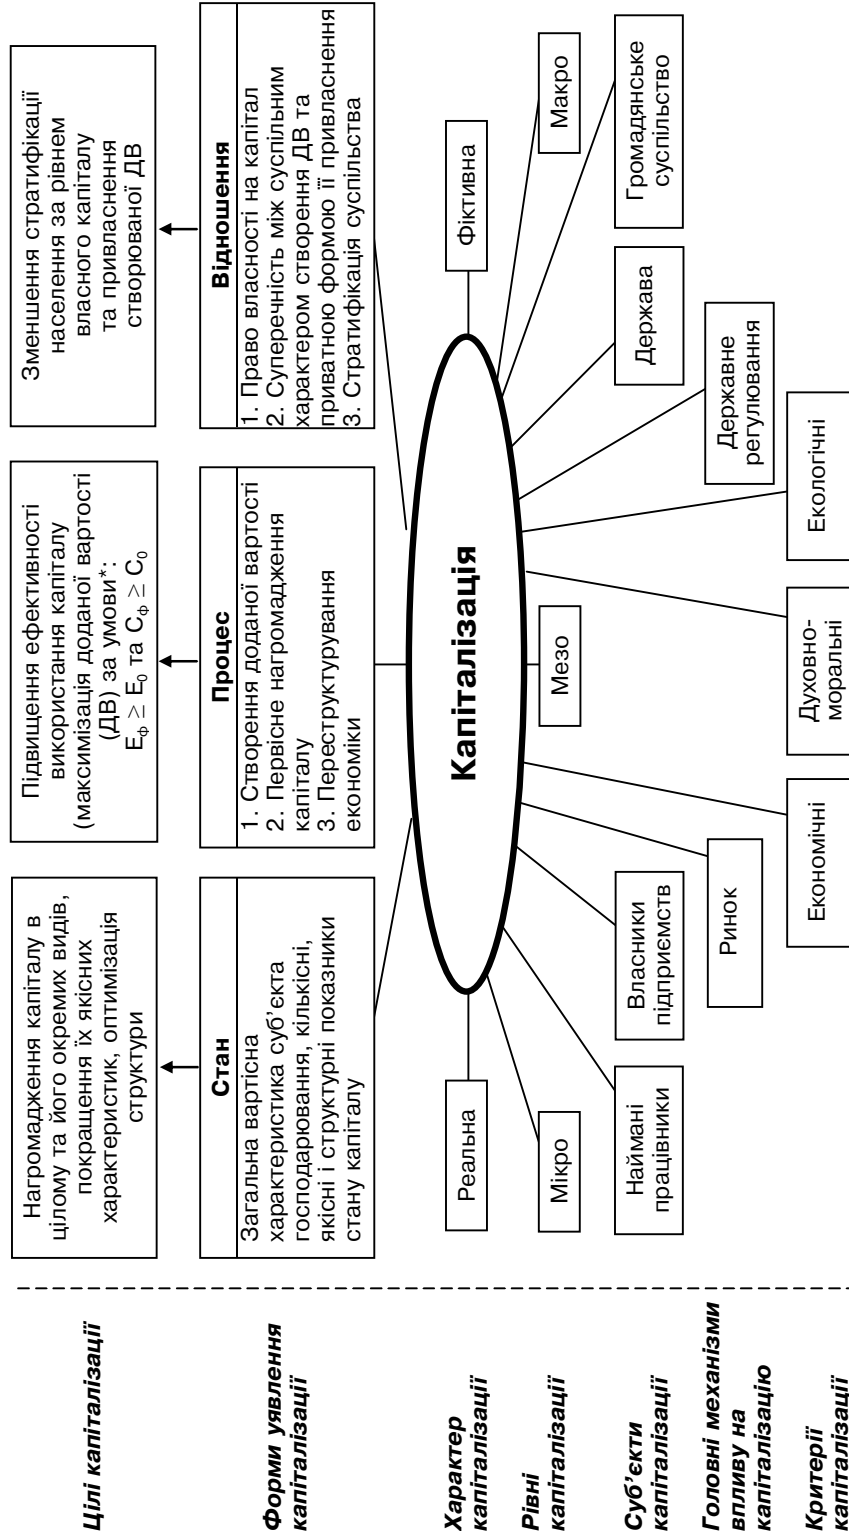 Цілі капіталізації
Нагромадження капіталу в
цілому та його окремих видів,
покращення їх якісних
характеристик, оптимізація
структури
Підвищення ефективності
використання капіталу
(максимізація доданої вартості
(ДВ) за умови*:
Eф ≥ E0 та Cф ≥ C0
Зменшення стратифікації
населення за рівнем
власного капіталу
та привласнення
створюваної ДВ
Форми уявлення
капіталізації
Стан
Загальна вартісна
характеристика суб’єкта
господарювання, кількісні,
якісні і структурні показники
стану капіталу
Процес
1. Створення доданої вартості
2. Первісне нагромадження
капіталу
3. Переструктурування
економіки
Відношення
1. Право власності на капітал
2. Суперечність між суспільним
характером створення ДВ та
приватною формою її привласнення
3. Стратифікація суспільства
Характер
капіталізації
Реальна
Капіталізація
Фіктивна
Рівні
капіталізації
Мікро
Мезо
Макро
Суб’єкти
капіталізації
Наймані
працівники
Власники
підприємств
Держава
Громадянське
суспільство
Головні механізми
впливу на
капіталізацію
Ринок
Державне
регулювання
Критерії
капіталізації
Економічні
Духовно-
моральні
Екологічні